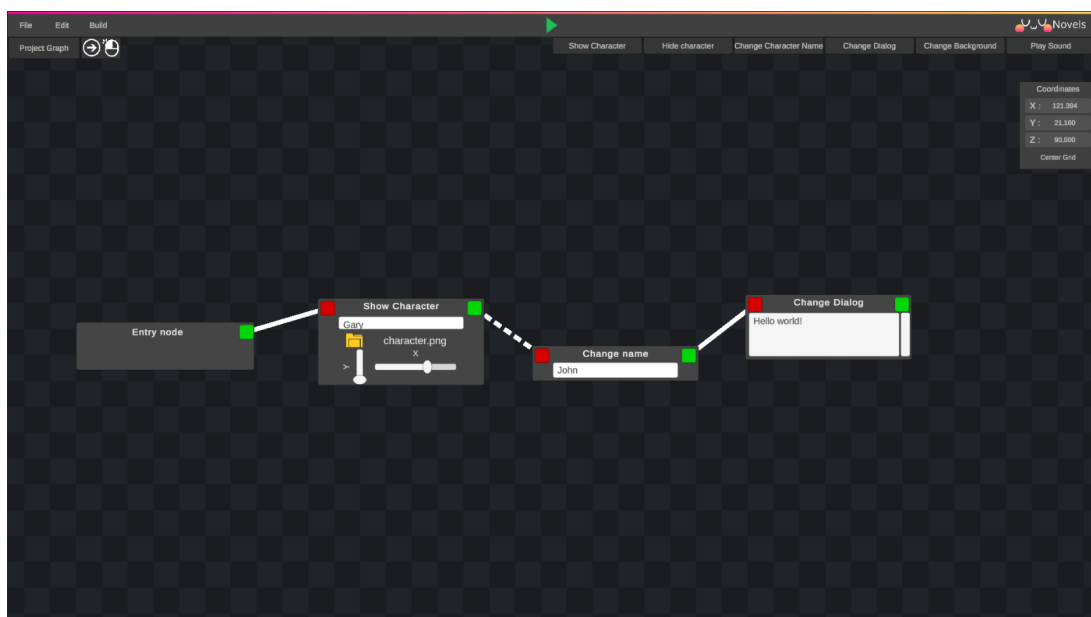 File Edit Build
Novels
Project Graph
Show Character Hide character Change Character Name Change Dialog Change Background Play Sound
Coordinates
X : 121.394
Y : 21.160
Z : 90.000
Center Grid
Entry node
Show Character
Gary
character.png
X
Y
Change name
John
Change Dialog
Hello world!